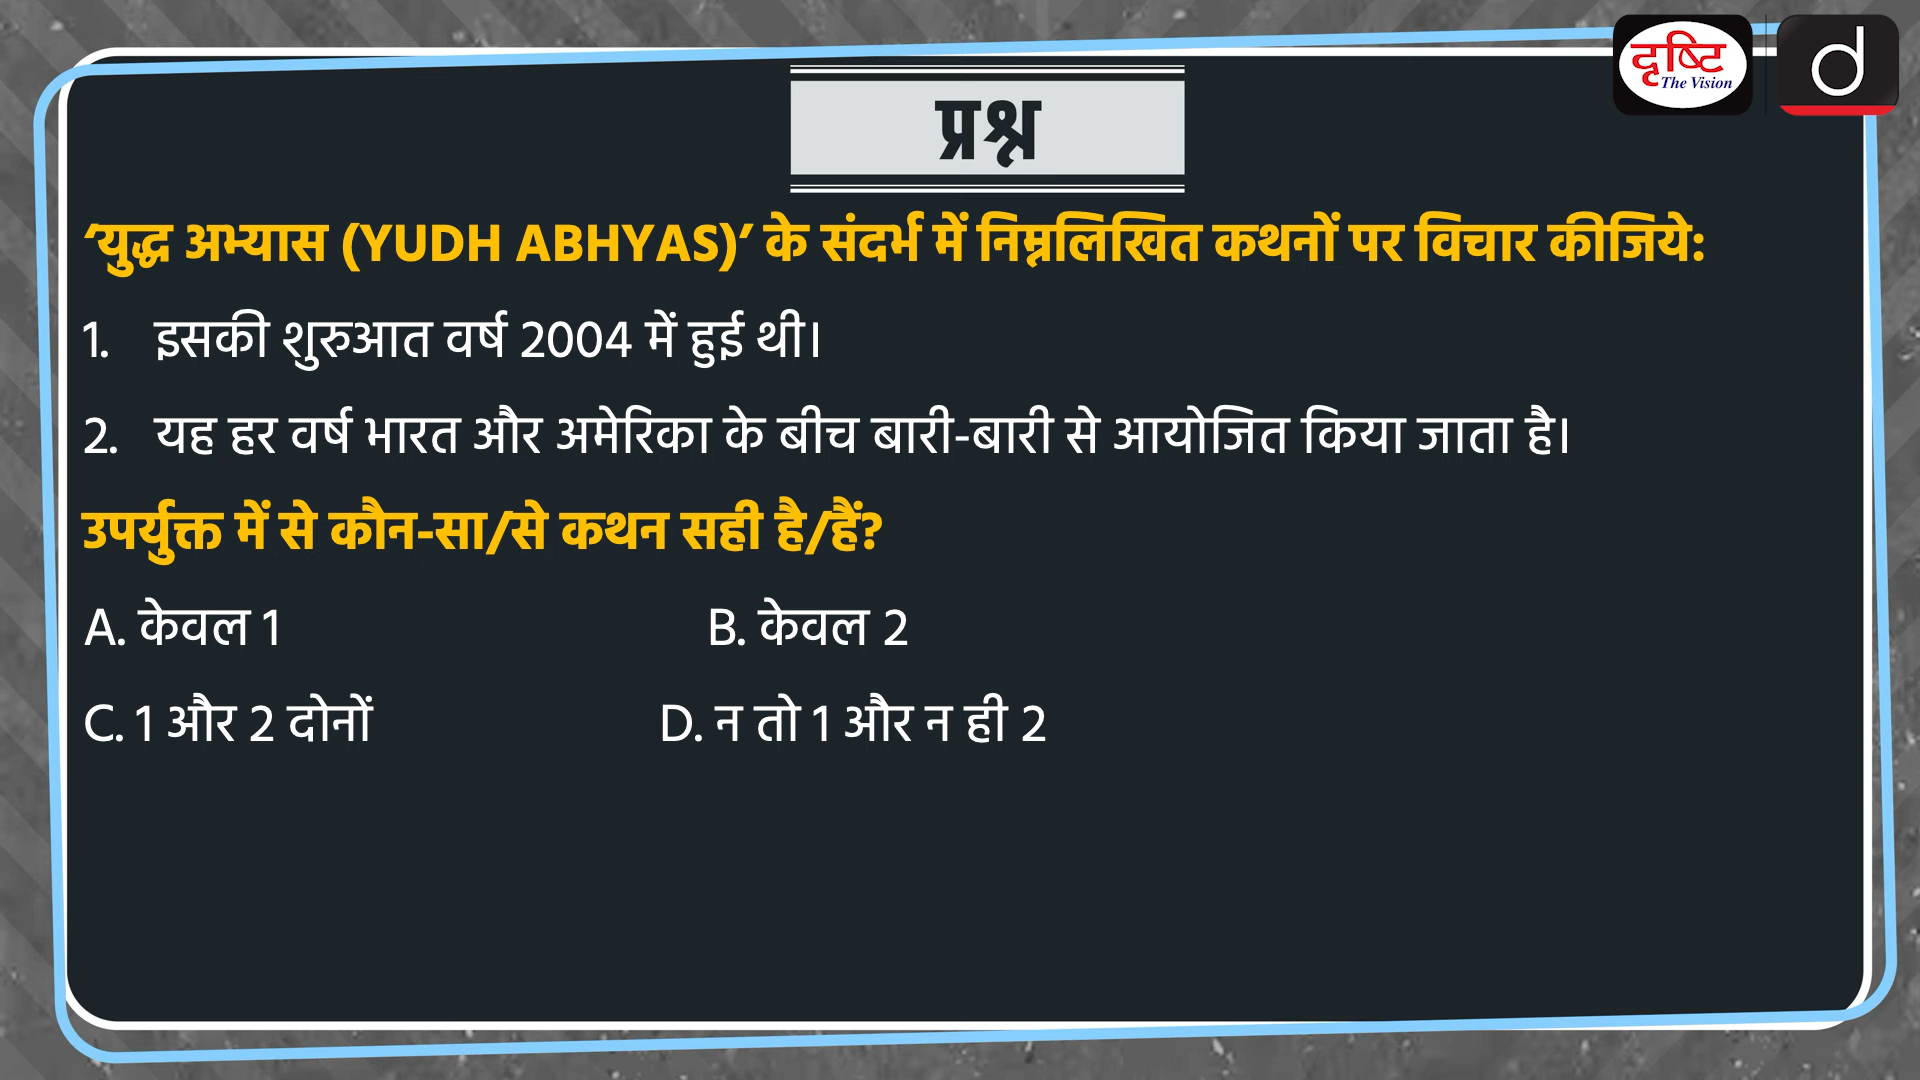 दृष्टि
The Vision
d
प्रश्न
‘युद्ध अभ्यास (YUDH ABHYAS)’ के संदर्भ में निम्नलिखित कथनों पर विचार कीजिये:
1. इसकी शुरुआत वर्ष 2004 में हुई थी।
2. यह हर वर्ष भारत और अमेरिका के बीच बारी-बारी से आयोजित किया जाता है।
उपर्युक्त में से कौन-सा/से कथन सही है/हैं?
A. केवल 1 B. केवल 2
C. 1 और 2 दोनों D. न तो 1 और न ही 2